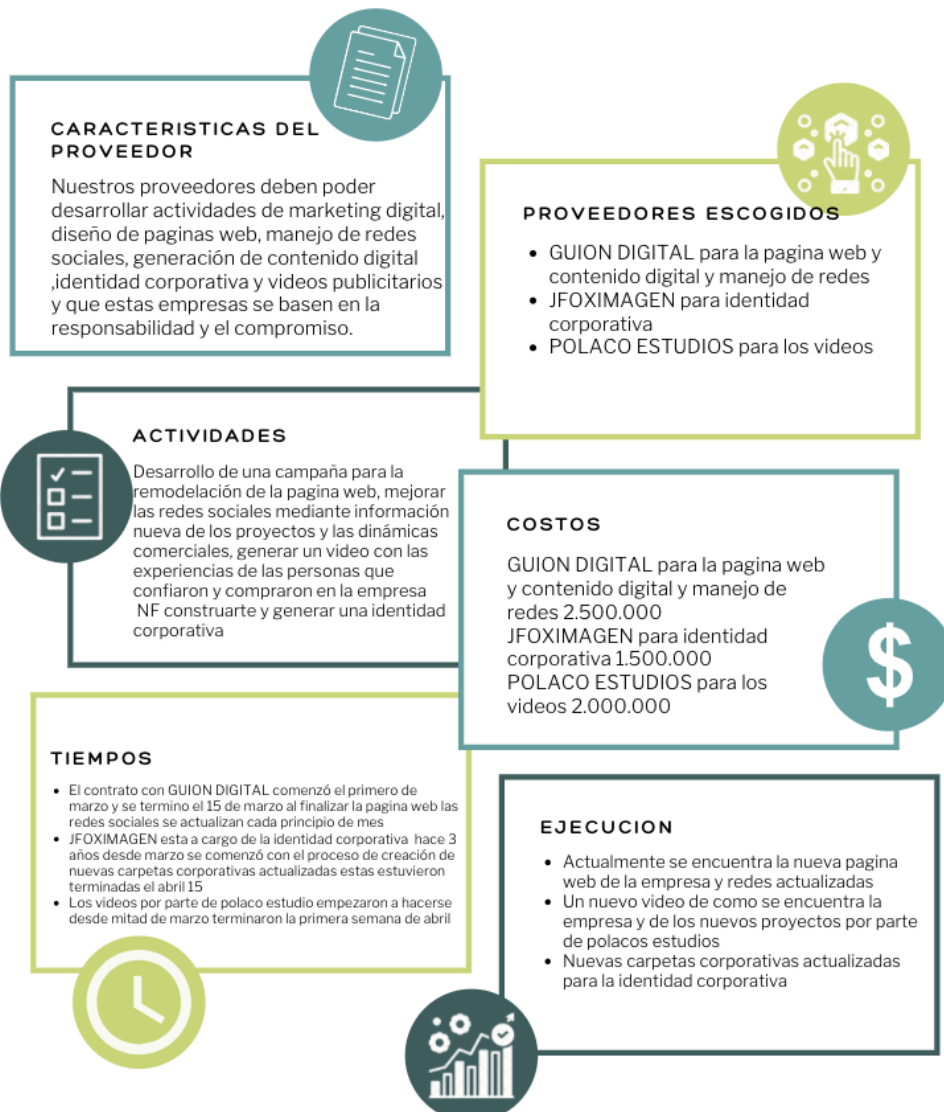 CARACTERISTICAS DEL
PROVEEDOR
Nuestros proveedores deben poder
desarrollar actividades de marketing digital,
diseño de paginas web, manejo de redes
sociales, generación de contenido digital
,identidad corporativa y videos publicitarios
y que estas empresas se basen en la
responsabilidad y el compromiso.
PROVEEDORES ESCOGIDOS
• GUION DIGITAL para la pagina web y
contenido digital y manejo de redes
• JFOXIMAGEN para identidad
corporativa
• POLACO ESTUDIOS para los videos
ACTIVIDADES
Desarrollo de una campaña para la
remodelación de la pagina web, mejorar
las redes sociales mediante información
nueva de los proyectos y las dinámicas
comerciales, generar un video con las
experiencias de las personas que
confiaron y compraron en la empresa
NF construarte y generar una identidad
corporativa
COSTOS
GUION DIGITAL para la pagina web
y contenido digital y manejo de
redes 2.500.000
JFOXIMAGEN para identidad
corporativa 1.500.000
POLACO ESTUDIOS para los
videos 2.000.000
$
TIEMPOS
• El contrato con GUION DIGITAL comenzó el primero de
marzo y se termino el 15 de marzo al finalizar la pagina web las
redes sociales se actualizan cada principio de mes
• JFOXIMAGEN esta a cargo de la identidad corporativa hace 3
años desde marzo se comenzó con el proceso de creación de
nuevas carpetas corporativas actualizadas estas estuvieron
terminadas el abril 15
• Los videos por parte de polaco estudio empezaron a hacerse
desde mitad de marzo terminaron la primera semana de abril
EJECUCION
• Actualmente se encuentra la nueva pagina
web de la empresa y redes actualizadas
• Un nuevo video de como se encuentra la
empresa y de los nuevos proyectos por parte
de polacos estudios
• Nuevas carpetas corporativas actualizadas
para la identidad corporativa